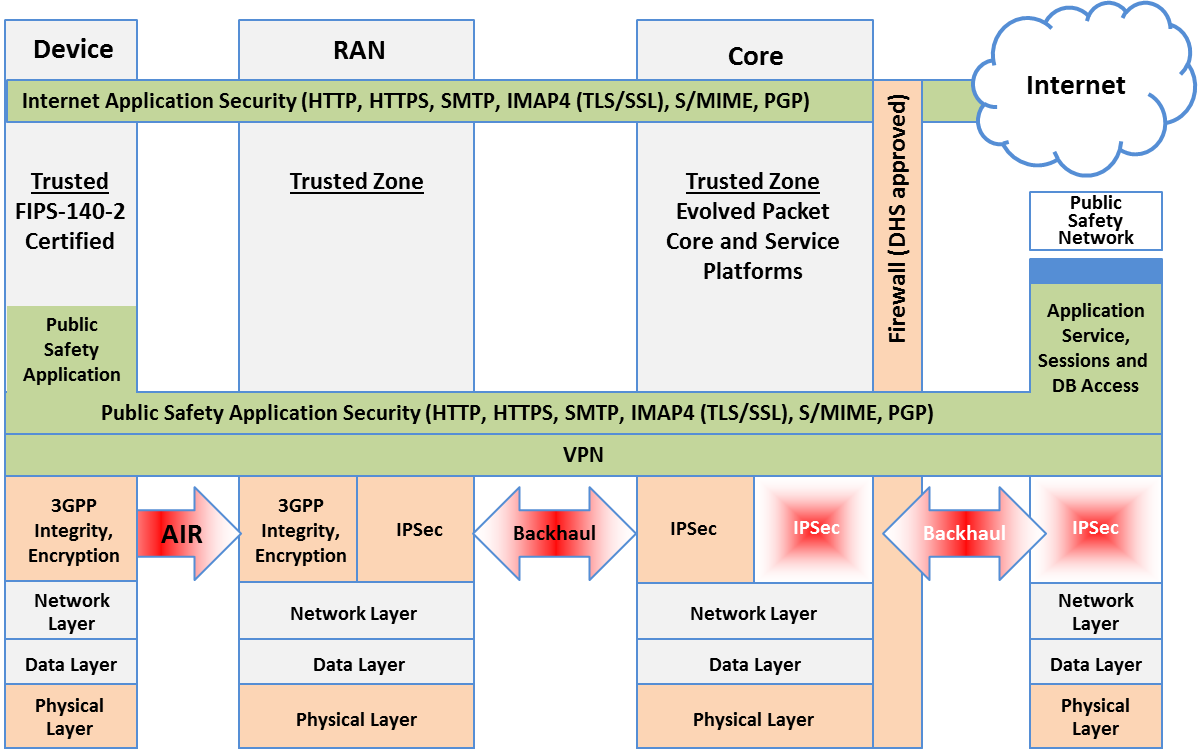 Device
RAN
Core
Internet
Internet Application Security (HTTP, HTTPS, SMTP, IMAP4 (TLS/SSL), S/MIME, PGP)
Firewall (DHS approved)
Trusted
FIPS-140-2
Certified
Trusted Zone
Trusted Zone
Evolved Packet
Core and Service
Platforms
Public
Safety
Network
Public
Safety
Application
Application
Service,
Sessions and
DB Access
Public Safety Application Security (HTTP, HTTPS, SMTP, IMAP4 (TLS/SSL), S/MIME, PGP)
VPN
3GPP
Integrity,
Encryption
AIR
3GPP
Integrity,
Encryption
IPSec
Backhaul
IPSec
IPSec
Backhaul
IPSec
Network
Layer
Network Layer
Network Layer
Network
Layer
Data Layer
Data Layer
Data Layer
Data Layer
Physical
Layer
Physical Layer
Physical Layer
Physical
Layer